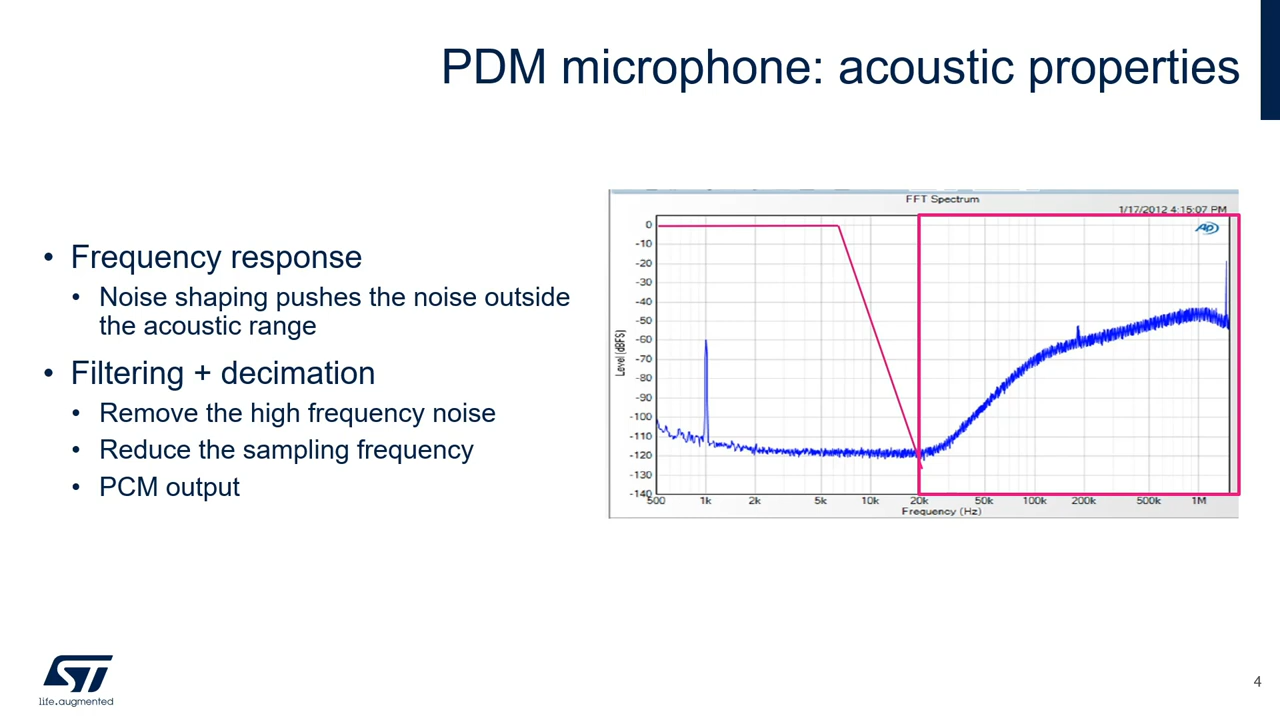 PDM microphone: acoustic properties
• Frequency response
• Noise shaping pushes the noise outside
the acoustic range
• Filtering + decimation
• Remove the high frequency noise
• Reduce the sampling frequency
• PCM output
FFT Spectrum
1/17/2012 4:15:07 PM
AP
Level (dBFS)
0
-10
-20
-30
-40
-50
-60
-70
-80
-90
-100
-110
-120
-130
-140
500 1k 2k 5k 10k 20k 50k 100k 200k 500k 1M
Frequency (Hz)
ST
life.augmented
4